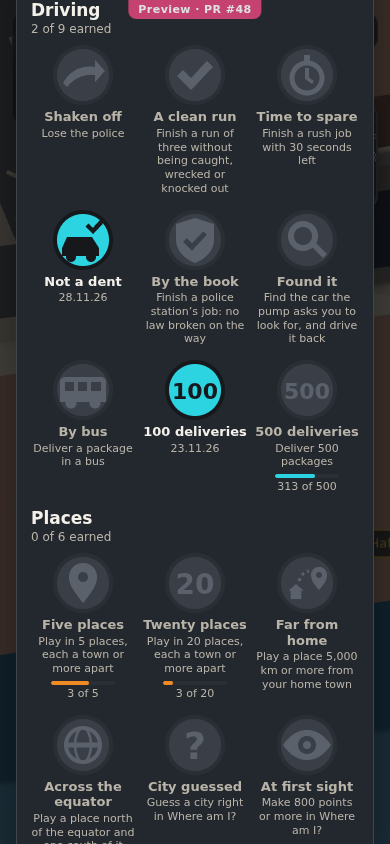 Driving
Preview · PR #48
2 of 9 earned
Shaken off
Lose the police
A clean run
Finish a run of
three without
being caught,
wrecked or
knocked out
Time to spare
Finish a rush job
with 30 seconds
left
Not a dent
28.11.26
By the book
Finish a police
station's job: no
law broken on the
way
Found it
Find the car the
pump asks you to
look for, and drive
it back
By bus
Deliver a package
in a bus
100
100 deliveries
23.11.26
500
500 deliveries
Deliver 500
packages
313 of 500
Places
0 of 6 earned
Five places
Play in 5 places,
each a town or
more apart
3 of 5
20
Twenty places
Play in 20 places,
each a town or
more apart
3 of 20
Far from
home
Play a place 5,000
km or more from
your home town
Across the
equator
Play a place north
of the equator and
one south of it
?
City guessed
Guess a city right
in Where am I?
At first sight
Make 800 points
or more in Where
am I?